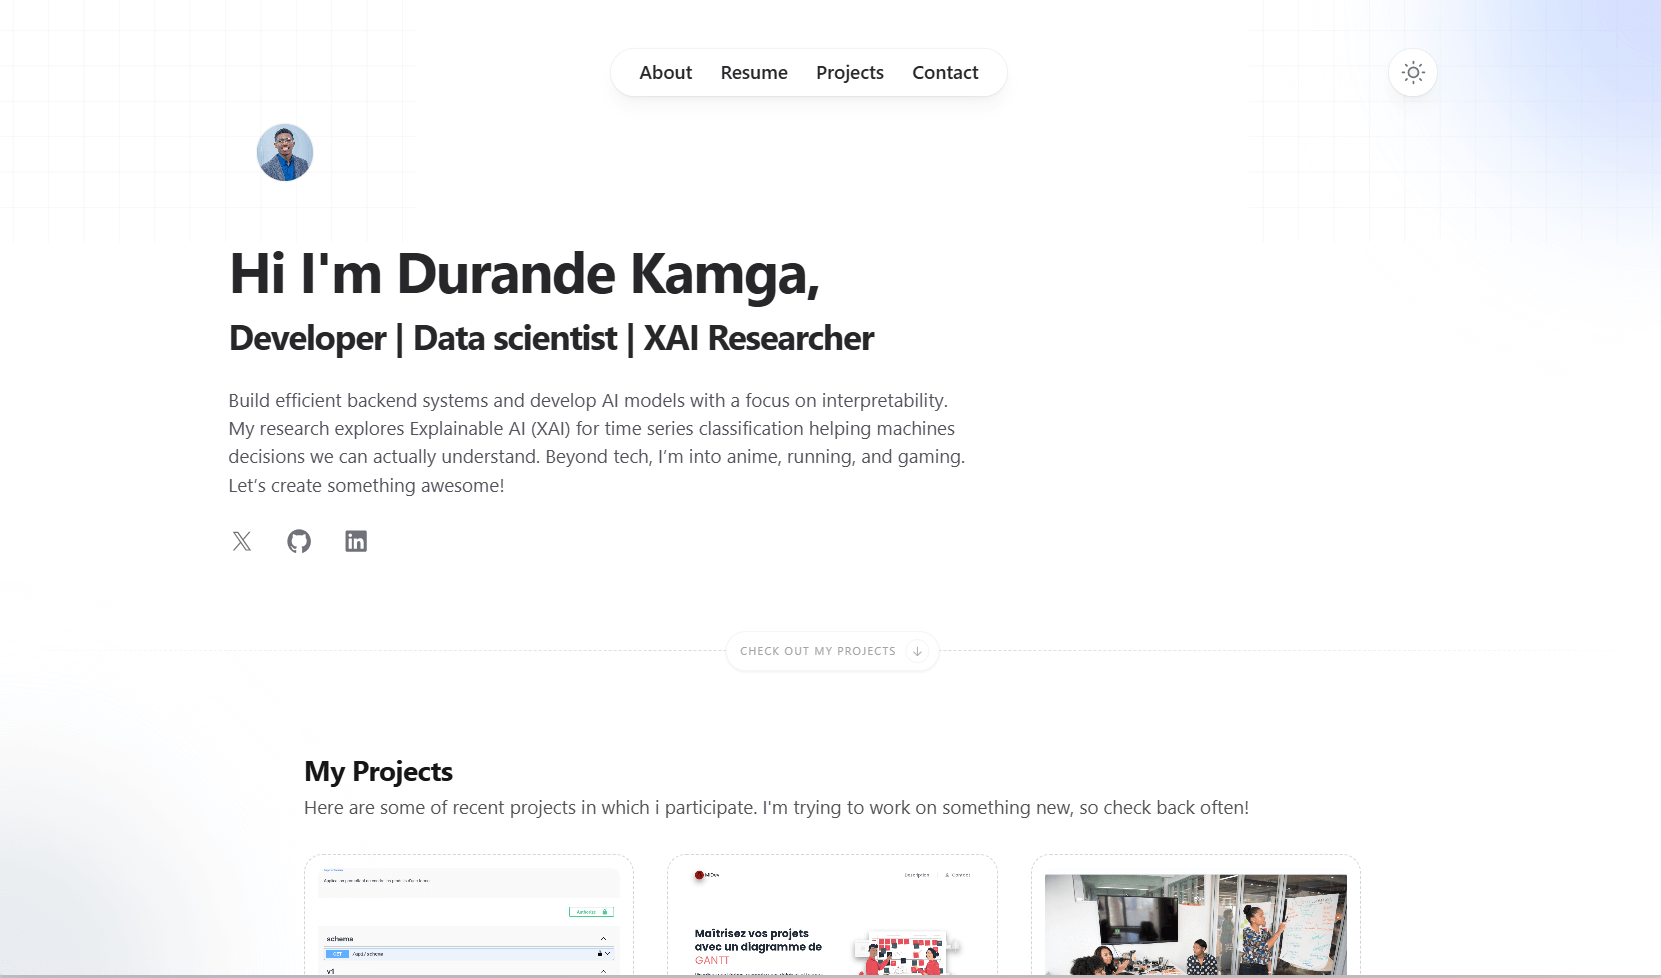 About Resume Projects Contact
Hi I'm Durande Kamga,
Developer | Data scientist | XAI Researcher
Build efficient backend systems and develop AI models with a focus on interpretability.
My research explores Explainable AI (XAI) for time series classification helping machines
decisions we can actually understand. Beyond tech, I’m into anime, running, and gaming.
Let’s create something awesome!
CHECK OUT MY PROJECTS
My Projects
Here are some of recent projects in which i participate. I'm trying to work on something new, so check back often!
Authorize
schema
GET /api/schema
v1
MiDev Description Connect
Maîtrisez vos projets
avec un diagramme de
GANTT